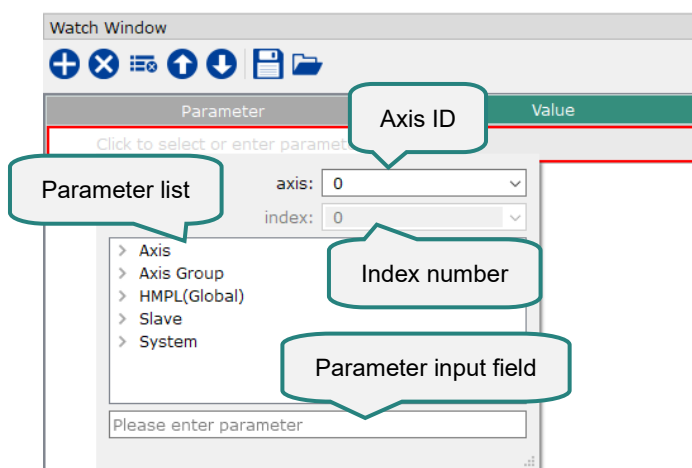 Watch Window
Parameter
Value
Axis ID
Click to select or enter parame
Parameter list
axis: 0
index: 0
Axis
Axis Group
HMPL(Global)
Slave
System
Index number
Parameter input field
Please enter parameter